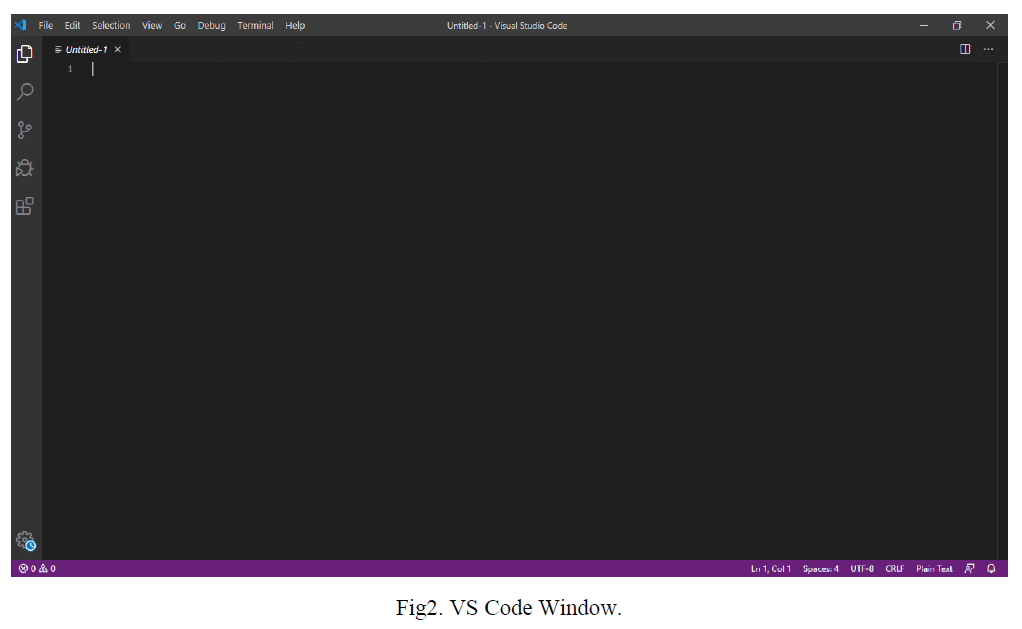 File Edit Selection View Go Debug Terminal Help Untitled-1 - Visual Studio Code
Untitled-1
1
0 0 Ln 1, Col 1 Spaces: 4 UTF-8 CRLF Plain Text
Fig2. VS Code Window.